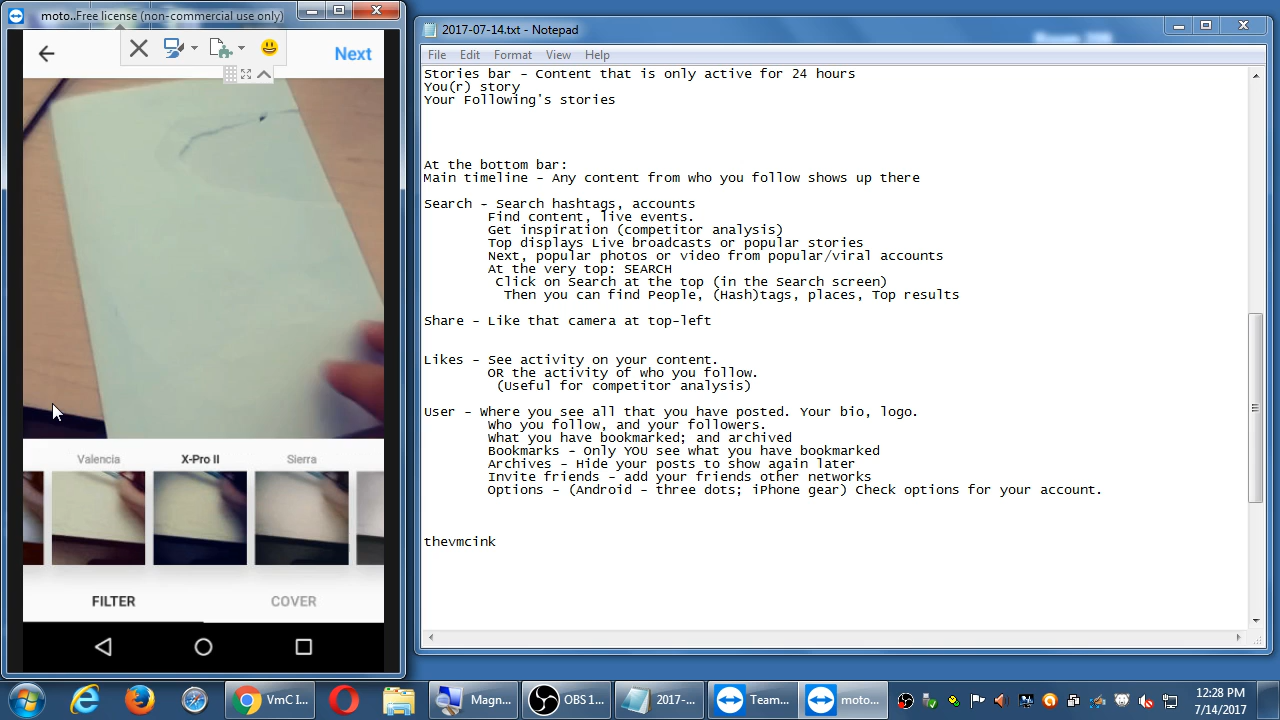 moto..Free license (non-commercial use only)
Next
Valencia
X-Pro II
Sierra
FILTER
COVER
2017-07-14.txt - Notepad
File Edit Format View Help
Stories bar - Content that is only active for 24 hours
You(r) story
Your Following's stories
At the bottom bar:
Main timeline - Any content from who you follow shows up there
Search - Search hashtags, accounts
Find content, live events.
Get inspiration (competitor analysis)
Top displays Live broadcasts or popular stories
Next, popular photos or video from popular/viral accounts
At the very top: SEARCH
Click on Search at the top (in the Search screen)
Then you can find People, (Hash)tags, places, Top results
Share - Like that camera at top-left
Likes - See activity on your content.
OR the activity of who you follow.
(Useful for competitor analysis)
User - Where you see all that you have posted. Your bio, logo.
Who you follow, and your followers.
What you have bookmarked; and archived
Bookmarks - Only YOU see what you have bookmarked
Archives - Hide your posts to show again later
Invite friends - add your friends other networks
Options - (Android - three dots; iPhone gear) Check options for your account.
thevmcink
VmC I...
Magn...
OBS 1...
2017-...
Team...
moto...
12:28 PM
7/14/2017